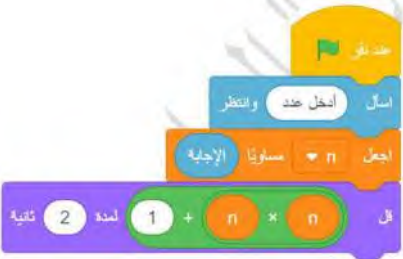 عند نقر
اسأل أدخل عدد وانتظر
اجعل n مساويًا الإجابة
قل n × n + 1 لمدة 2 ثانية